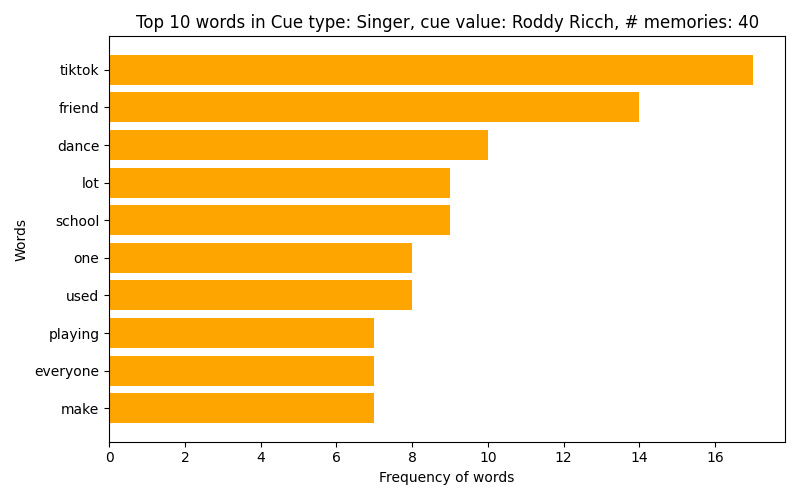 Top 10 words in Cue type: Singer, cue value: Roddy Ricch, # memories: 40
Words
tiktok
friend
dance
lot
school
one
used
playing
everyone
make
0 2 4 6 8 10 12 14 16
Frequency of words